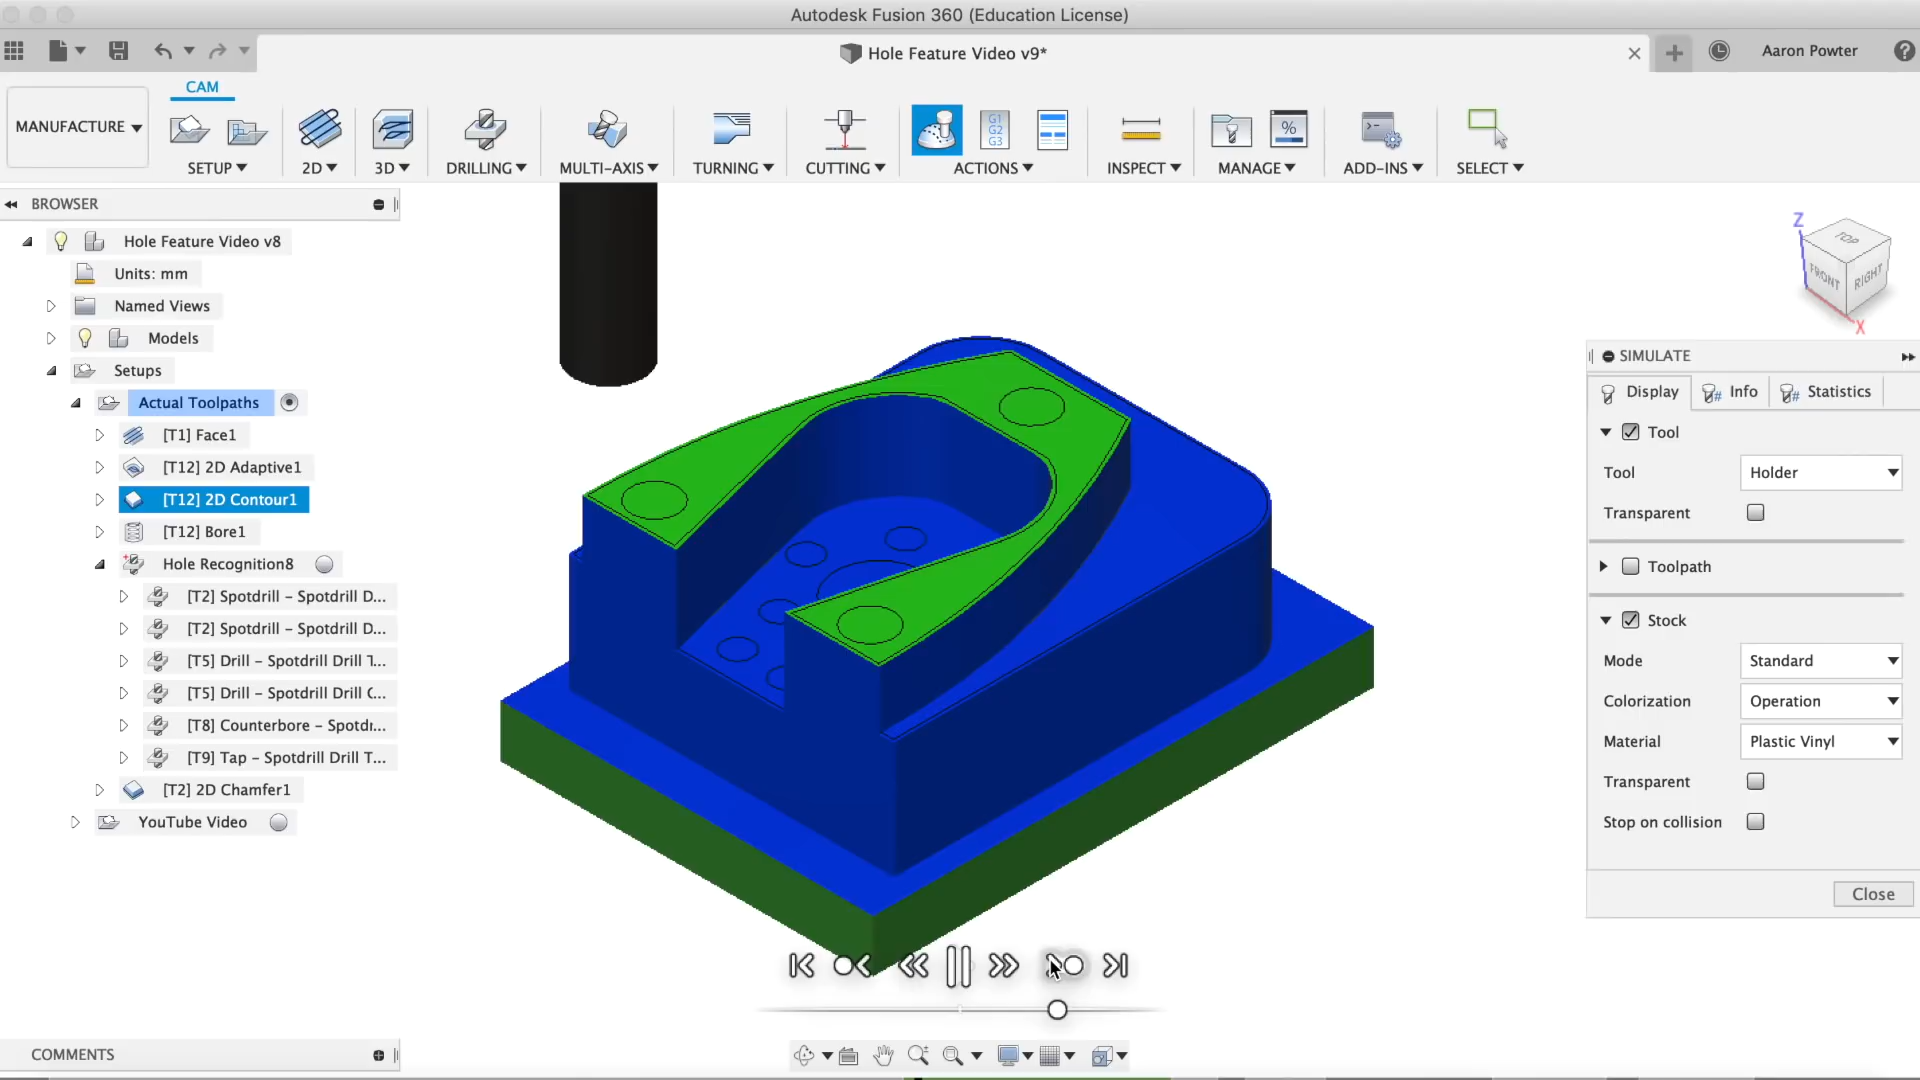 Autodesk Fusion 360 (Education License)
Hole Feature Video v9*
Aaron Powter
?
CAM
MANUFACTURE
G1
G2
G3
%
SETUP
2D
3D
DRILLING
MULTI-AXIS
TURNING
CUTTING
ACTIONS
INSPECT
MANAGE
ADD-INS
SELECT
BROWSER
Hole Feature Video v8
Units: mm
Named Views
Models
Setups
Actual Toolpaths
[T1] Face1
[T12] 2D Adaptive1
[T12] 2D Contour1
[T12] Bore1
Hole Recognition8
[T2] Spotdrill - Spotdrill D...
[T2] Spotdrill - Spotdrill D...
[T5] Drill - Spotdrill Drill T...
[T5] Drill - Spotdrill Drill C...
[T8] Counterbore - Spotdr...
[T9] Tap - Spotdrill Drill T...
[T2] 2D Chamfer1
YouTube Video
Z
TOP
FRONT
RIGHT
X
SIMULATE
Display
Info
Statistics
Tool
Tool Holder
Transparent
Toolpath
Stock
Mode Standard
Colorization Operation
Material Plastic Vinyl
Transparent
Stop on collision
Close
COMMENTS